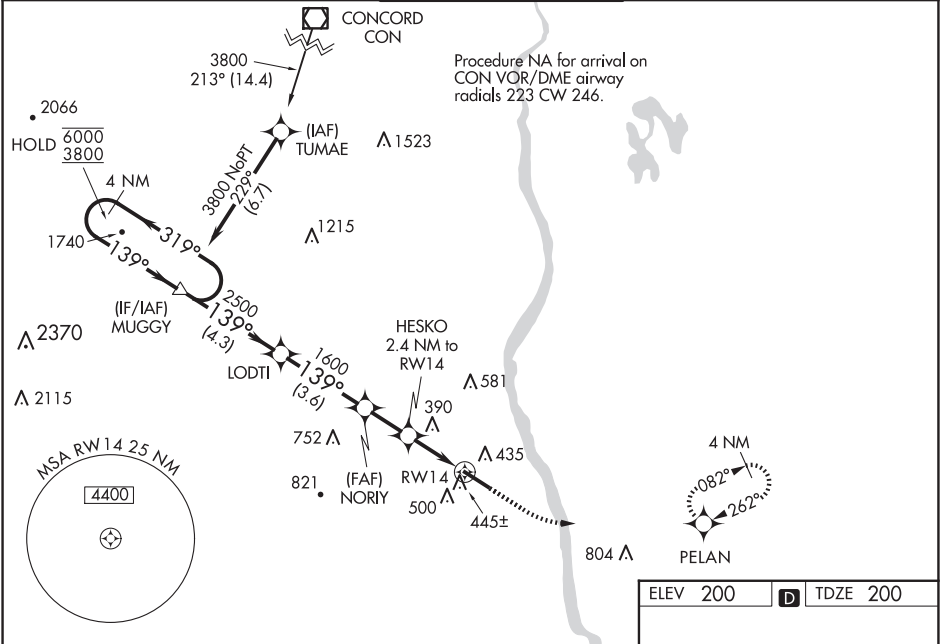 CONCORD
CON
3800
213° (14.4)
Procedure NA for arrival on
CON VOR/DME airway
radials 223 CW 246.
2066
HOLD 6000
3800
(IAF)
TUMAE
1523
4 NM
3800 NoPT
229°
(6.7)
1215
1740
319°
139°
(IF/IAF)
MUGGY
2500
139°
(4.3)
2370
LODTI
HESKO
2.4 NM to
RW14
1600
139°
(3.6)
581
2115
390
752
435
MSA RW14 25 NM
4400
821
(FAF)
NORIY
RW14
500
445±
4 NM
082°
262°
PELAN
804
ELEV 200 D TDZE 200